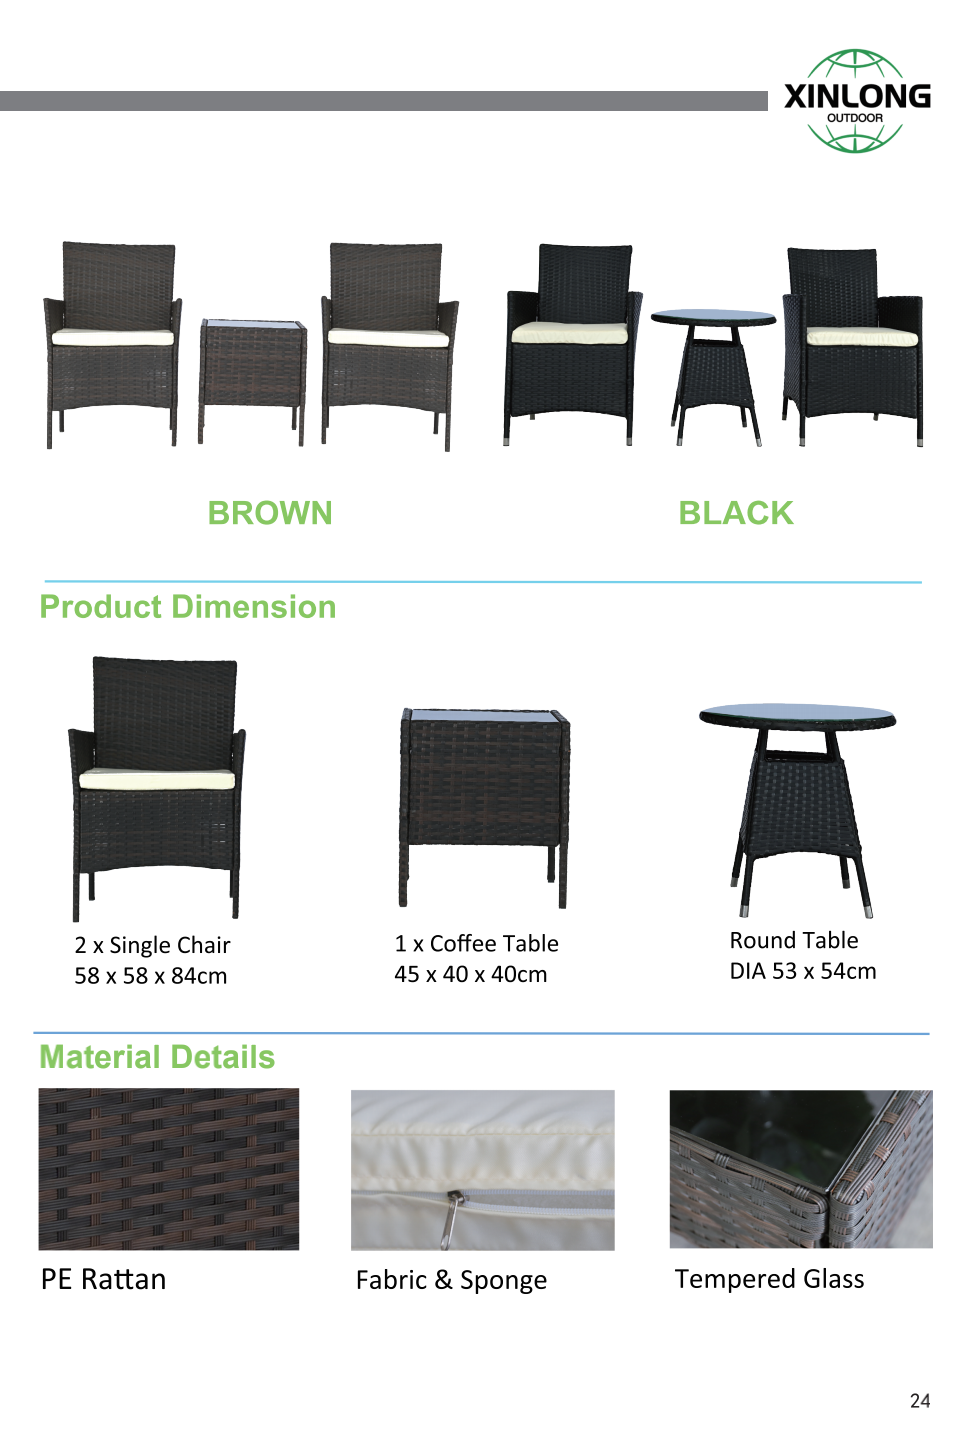 XINLONG
OUTDOOR
BROWN
BLACK
Product Dimension
2 x Single Chair
58 x 58 x 84cm
1 x Coffee Table
45 x 40 x 40cm
Round Table
DIA 53 x 54cm
Material Details
PE Rattan
Fabric & Sponge
Tempered Glass
24